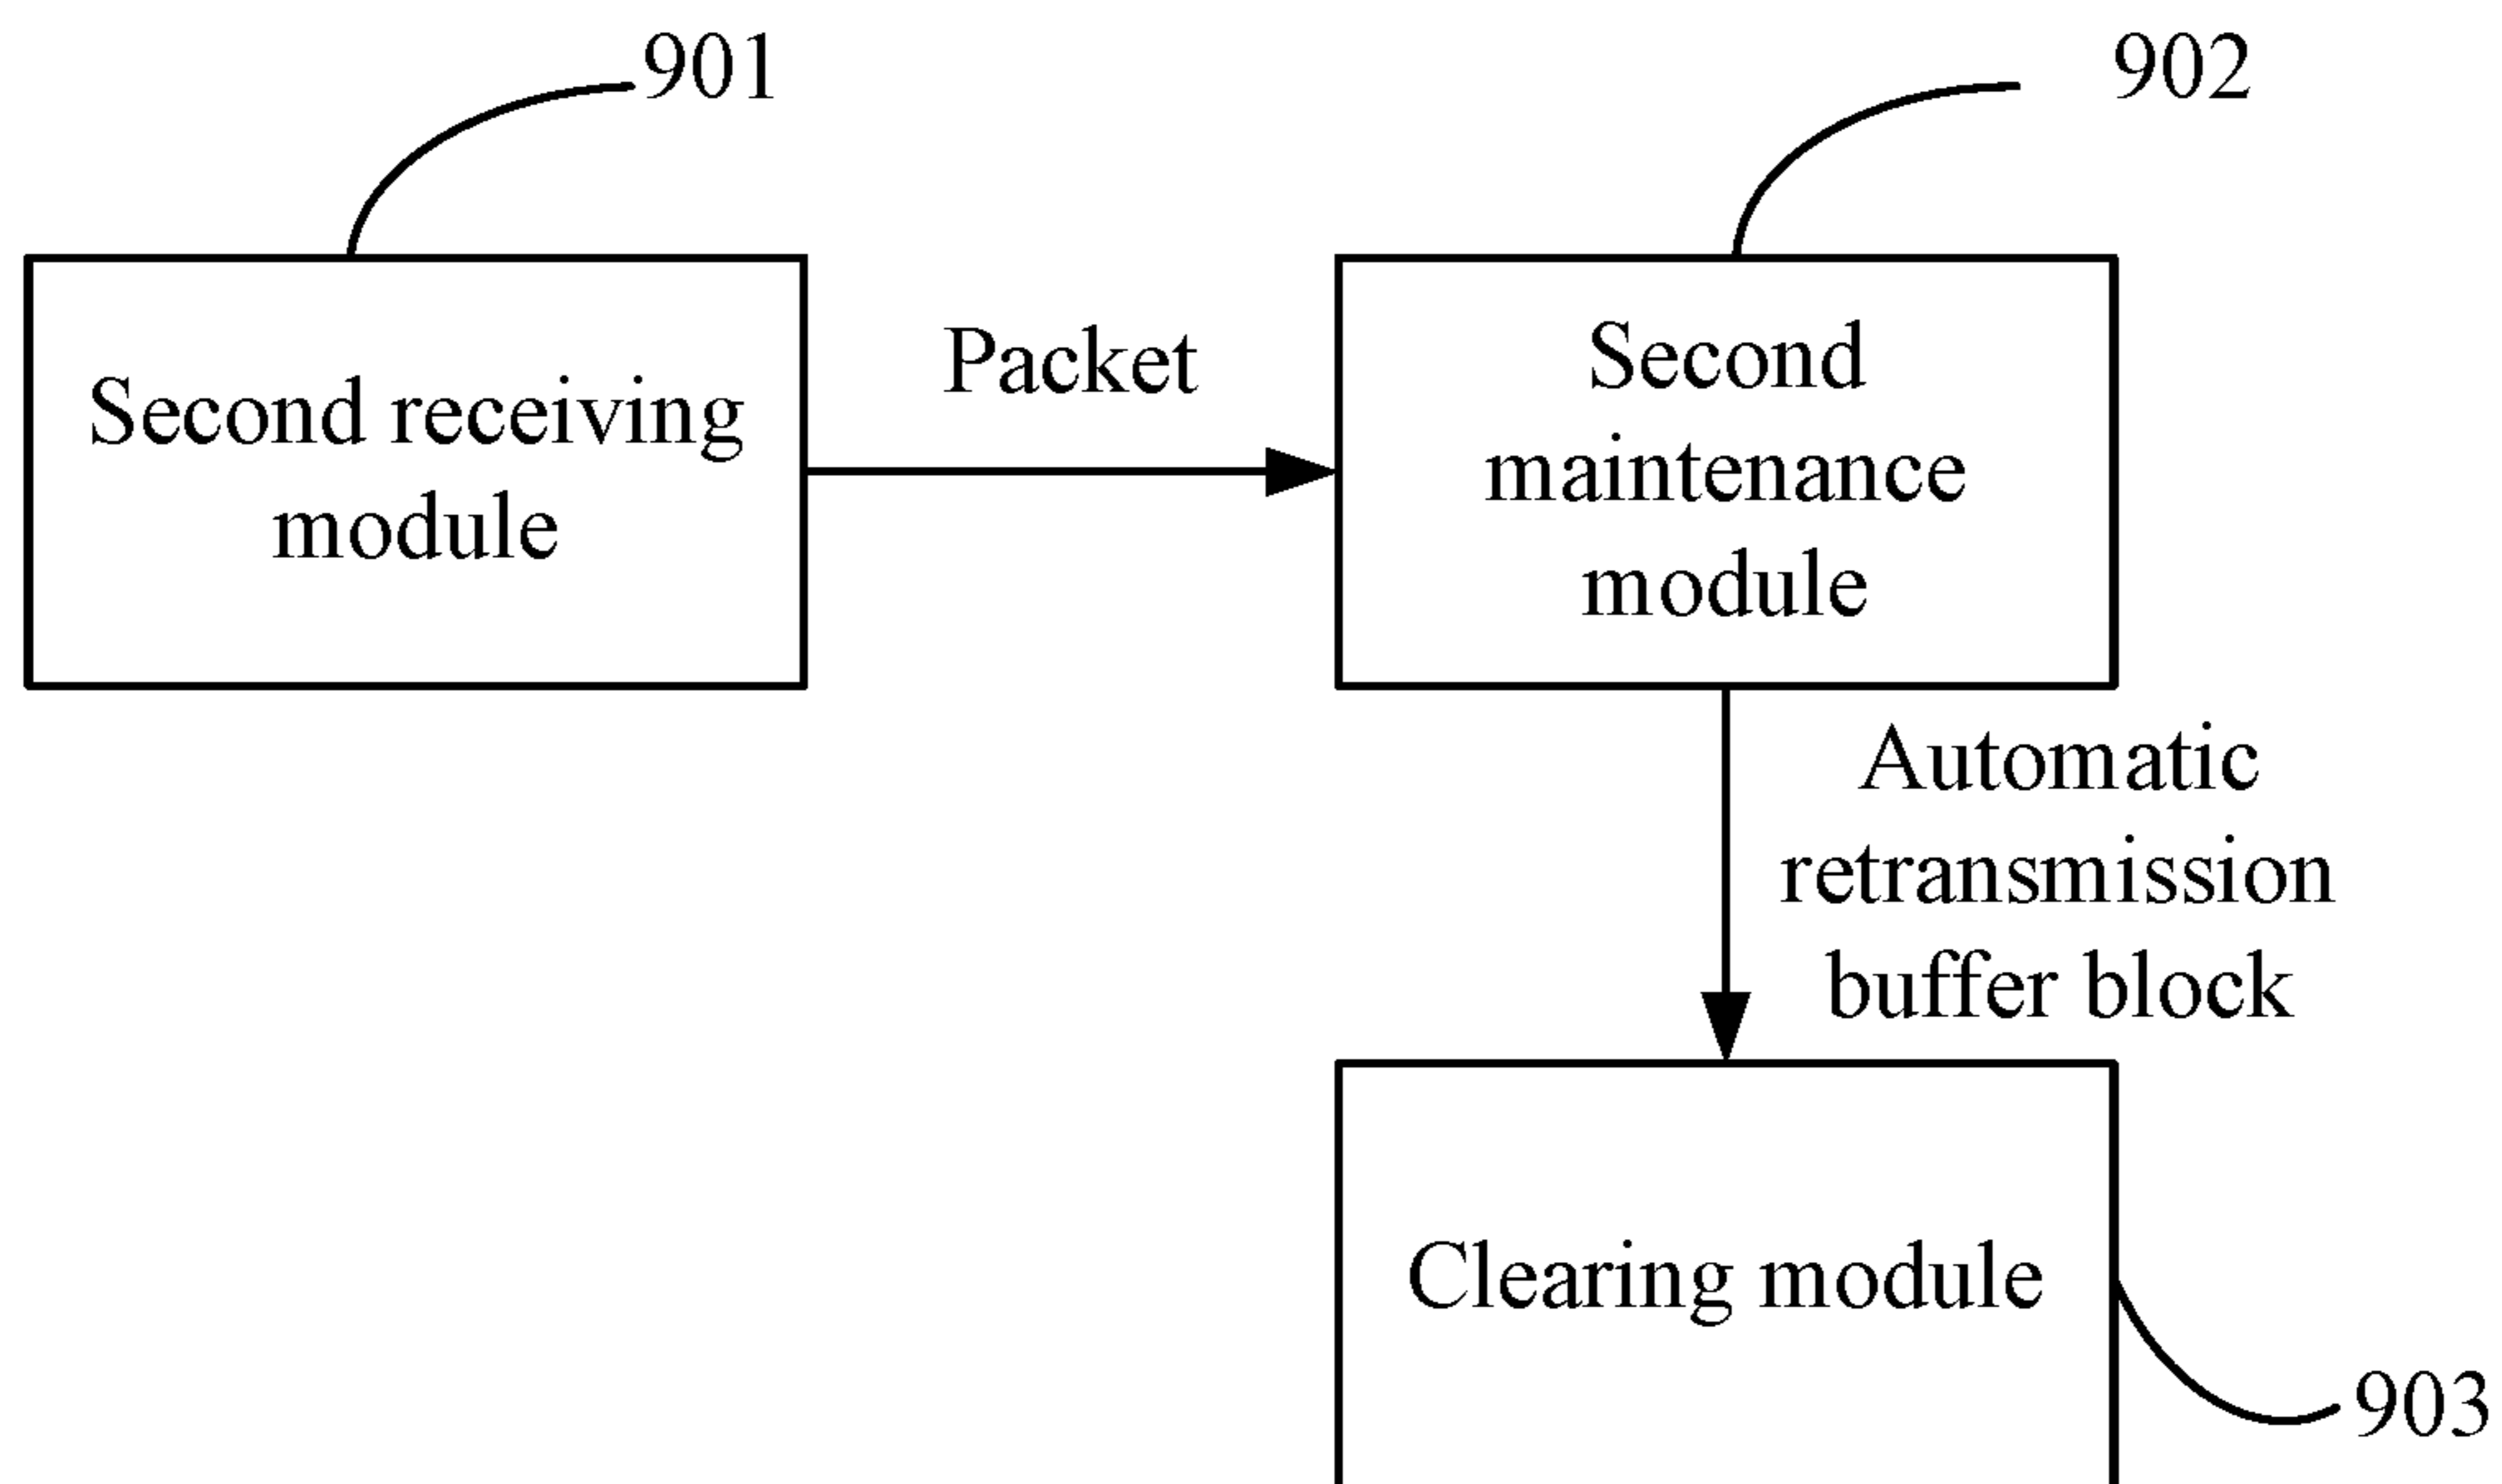 901
902
Second receiving
module
Packet
Second
maintenance
module
Automatic
retransmission
buffer block
Clearing module
903